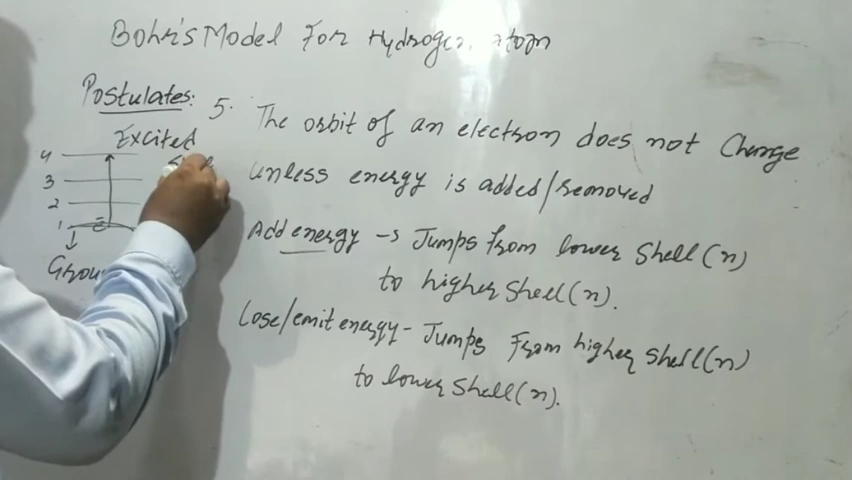 Bohr's Model For Hydrogen atom
Postulates:
5. The orbit of an electron does not Change
unless energy is added/removed
Add energy → Jumps from lower Shell (n)
to higher Shell (n).
Lose/emit energy - Jumps from higher Shell (n)
to lower Shell (n).
Excited
4
3
2
1